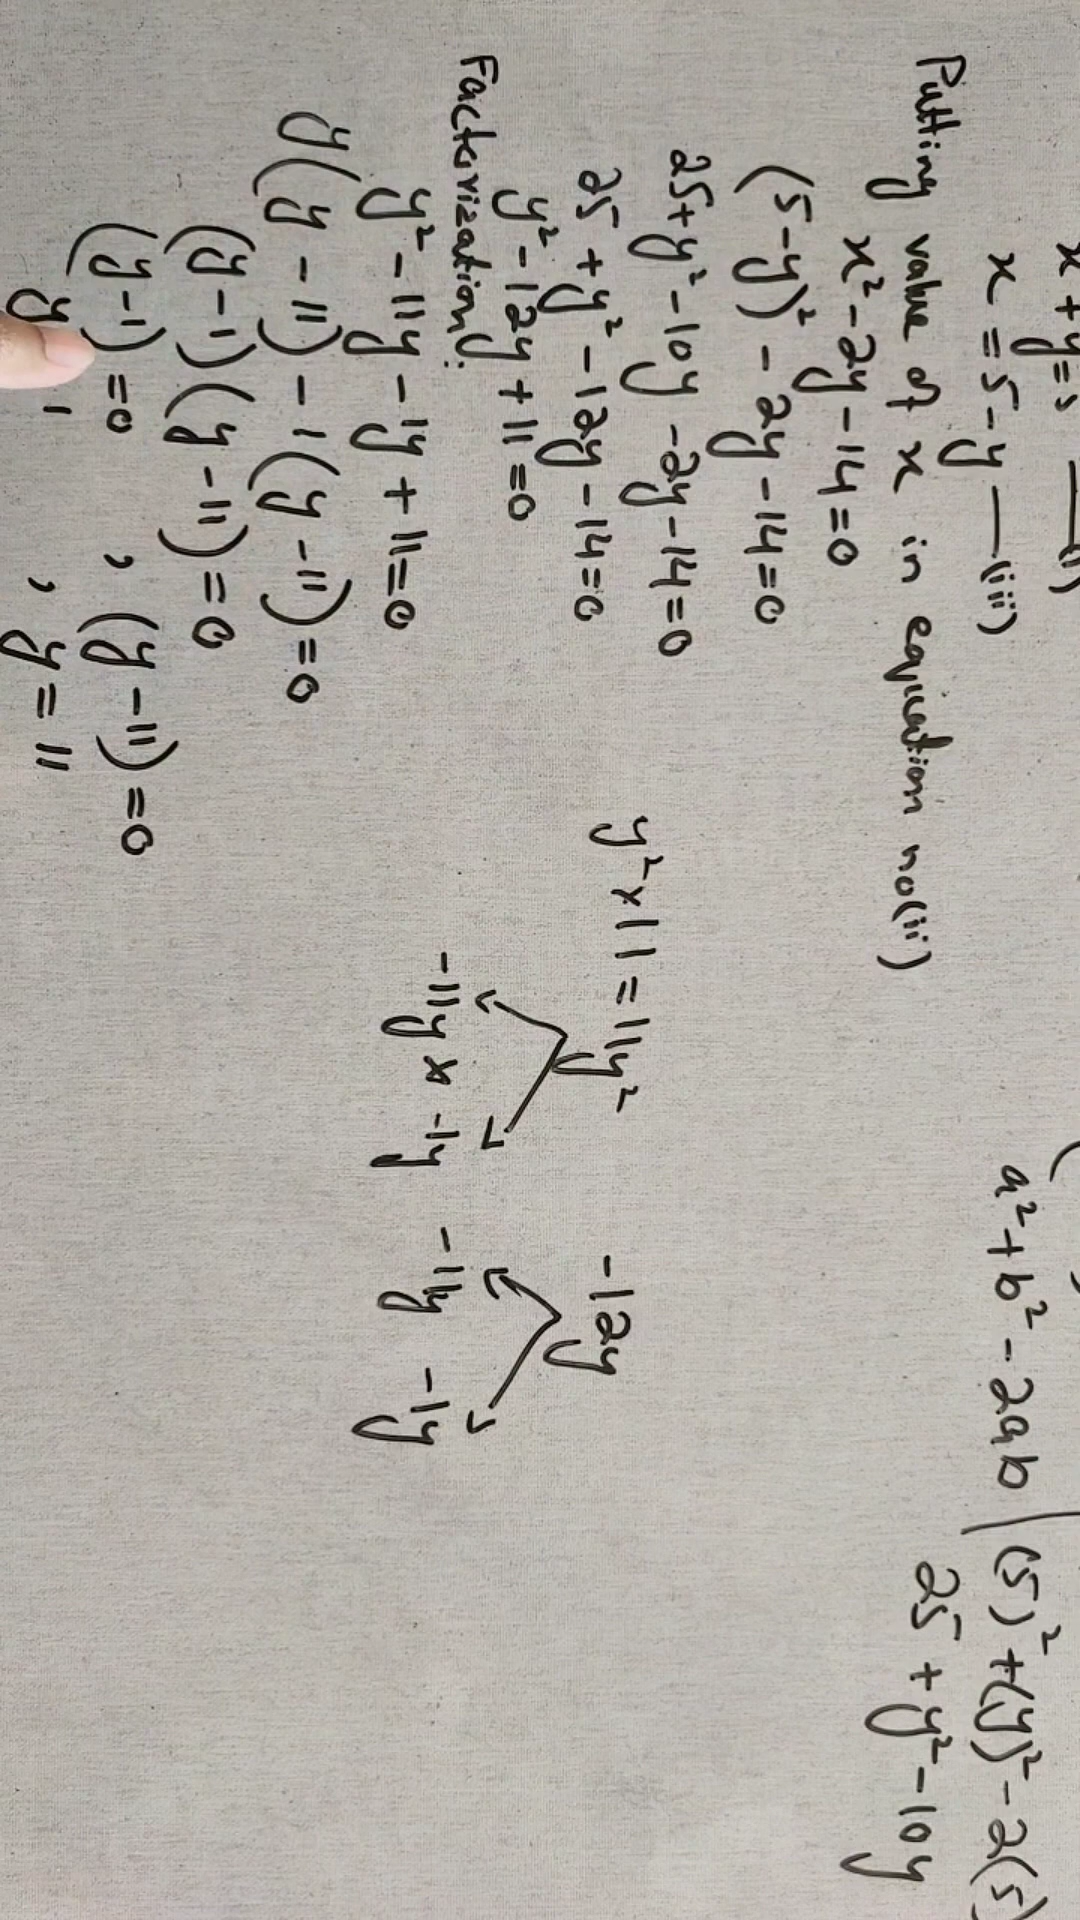 x + y = 5 — (i)
x = 5 - y — (iii)
Putting value of x in equation no(ii)
x² - 2y - 14 = 0
(5 - y)² - 2y - 14 = 0
25 + y² - 10y - 2y - 14 = 0
25 + y² - 12y - 14 = 0
y² - 12y + 11 = 0
Factorization:
y² - 11y - 1y + 11 = 0
y(y - 11) - 1(y - 11) = 0
(y - 1)(y - 11) = 0
(y - 1) = 0 , (y - 11) = 0
y 1 , y = 11
y² x 11 = 11y²
-11y x -1y
-12y
-11y -1y
a² + b² - 2ab
(5)² + (y)² - 2(5)
25 + y² - 10y